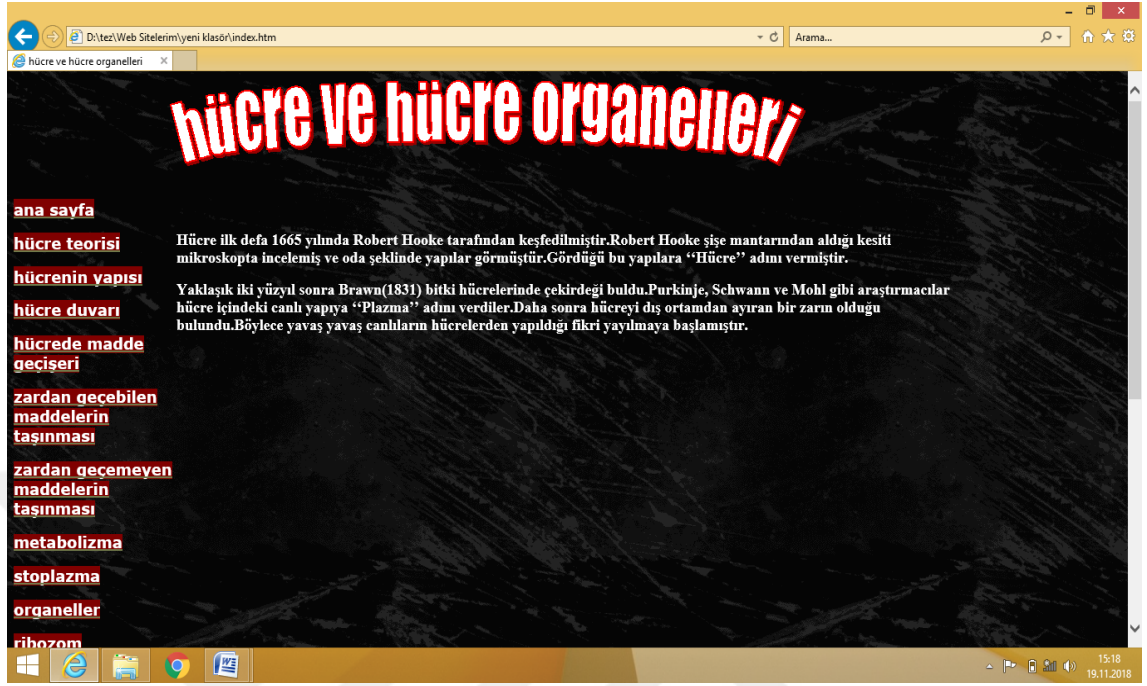 D:\tez\Web Sitelerim\yeni klasör\index.htm
Arama...
hücre ve hücre organelleri
hücre ve hücre organelleri
ana sayfa
hücre teorisi
hücrenin yapısı
hücre duvarı
hücrede madde
geçişeri
zardan geçebilen
maddelerin
taşınması
zardan geçemeyen
maddelerin
taşınması
metabolizma
stoplazma
organeller
ribozom
Hücre ilk defa 1665 yılında Robert Hooke tarafından keşfedilmiştir.Robert Hooke şişe mantarından aldığı kesiti
mikroskopta incelemiş ve oda şeklinde yapılar görmüştür.Gördüğü bu yapılara ‘‘Hücre’’ adını vermiştir.
Yaklaşık iki yüzyıl sonra Brawn(1831) bitki hücrelerinde çekirdeği buldu.Purkinje, Schwann ve Mohl gibi araştırmacılar
hücre içindeki canlı yapıya ‘‘Plazma’’ adını verdiler.Daha sonra hücreyi dış ortamdan ayıran bir zarın olduğu
bulundu.Böylece yavaş yavaş canlıların hücrelerden yapıldığı fikri yayılmaya başlamıştır.
15:18
19.11.2018